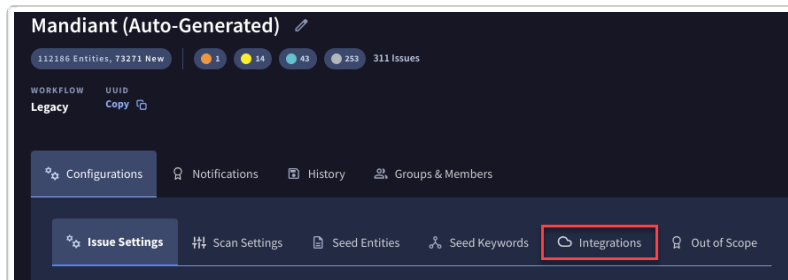 Mandiant (Auto-Generated)
112186 Entities, 73271 New 1 14 43 253 311 Issues
WORKFLOW UUID
Legacy Copy
Configurations Notifications History Groups & Members
Issue Settings Scan Settings Seed Entities Seed Keywords Integrations Out of Scope